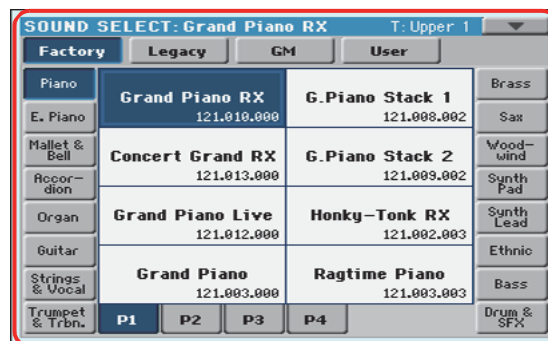 SOUND SELECT:Grand Piano RX T:Upper 1
Factory Legacy GM User
Piano
E. Piano
Mallet &
Bell
Accor-
dion
Organ
Guitar
Strings
& Vocal
Trumpet
& Trbn.
Grand Piano RX
121.010.000
G.Piano Stack 1
121.008.002
Concert Grand RX
121.013.000
G.Piano Stack 2
121.009.002
Grand Piano Live
121.012.000
Honky-Tonk RX
121.002.003
Grand Piano
121.003.000
Ragtime Piano
121.003.003
P1 P2 P3 P4
Brass
Sax
Wood-
wind
Synth
Pad
Synth
Lead
Ethnic
Bass
Drum &
SFX